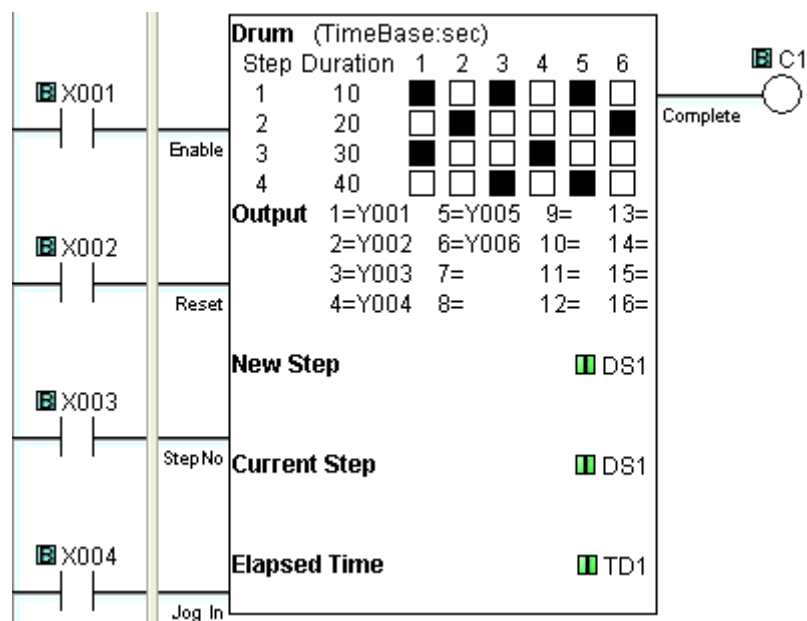 Drum (TimeBase:sec)
Step Duration 1 2 3 4 5 6
1 10
2 20
3 30
4 40
Output 1=Y001 5=Y005 9= 13=
2=Y002 6=Y006 10= 14=
3=Y003 7= 11= 15=
4=Y004 8= 12= 16=
New Step DS1
Current Step DS1
Elapsed Time TD1
B X001
Enable
B X002
Reset
B X003
StepNo
B X004
Jog In
B C1
Complete